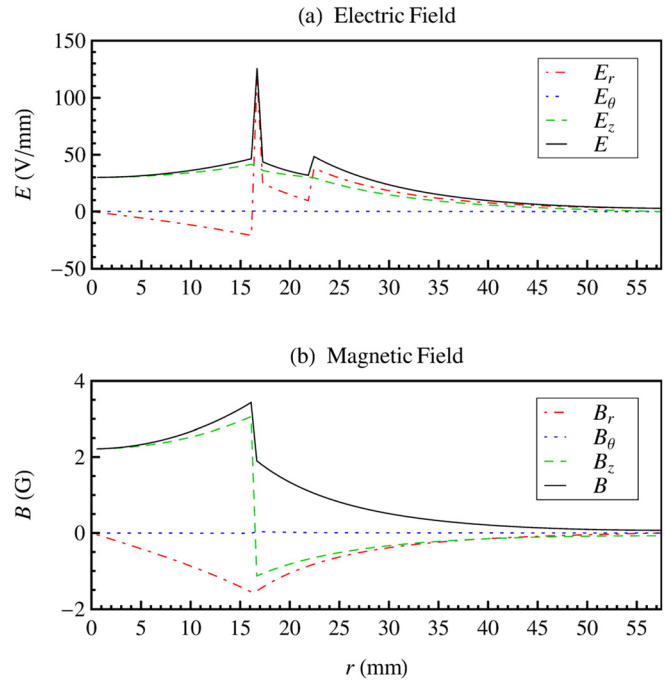 (a) Electric Field
E (V/mm)
150
100
50
0
−50
E_r
E_θ
E_z
E
0 5 10 15 20 25 30 35 40 45 50 55
(b) Magnetic Field
B (G)
4
2
0
−2
B_r
B_θ
B_z
B
0 5 10 15 20 25 30 35 40 45 50 55
r (mm)